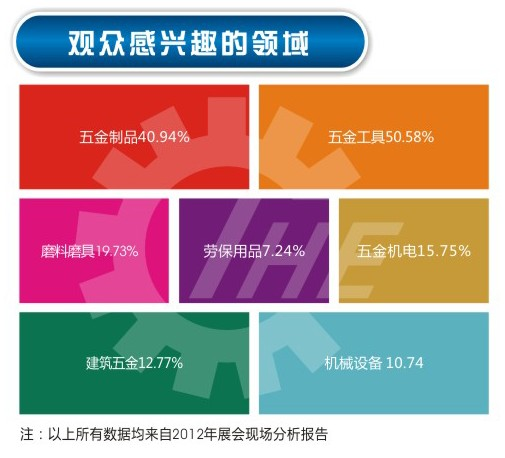 观众感兴趣的领域
五金制品40.94%
五金工具50.58%
磨料磨具19.73%
劳保用品7.24%
五金机电15.75%
IHE
建筑五金12.77%
机械设备 10.74
注：以上所有数据均来自2012年展会现场分析报告